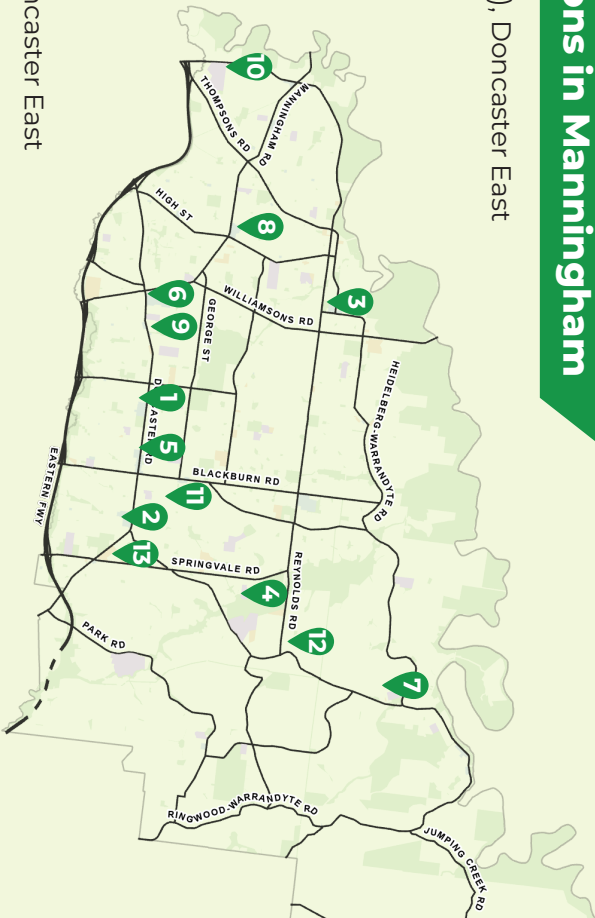 ons in Manningham
), Doncaster East
ncaster East
10
THOMPSONS RD
MANNINGHAM RD
HIGH ST
8
6
9
3
WILLIAMSONS RD
GEORGE ST
HEIDELBERG-WARRANDYTE RD
1
5
BLACKBURN RD
EASTERN FWY
11
2
13
SPRINGVALE RD
4
REYNOLDS RD
12
7
PARK RD
RINGWOOD-WARRANDYTE RD
JUMPING CREEK RD